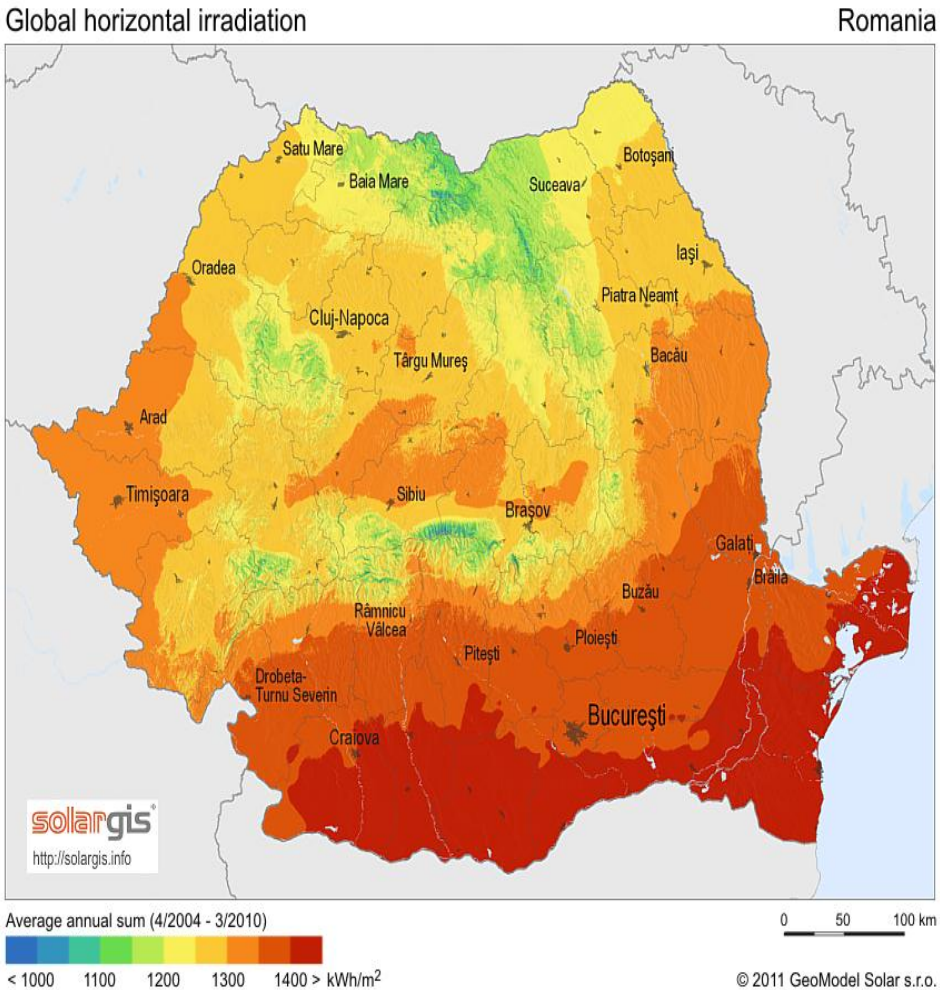 Global horizontal irradiation
Romania
Satu Mare
Botoşani
Baia Mare
Suceava
Iaşi
Oradea
Piatra Neamt
Cluj-Napoca
Bacău
Târgu Mureş
Arad
Timişoara
Sibiu
Braşov
Galati
Brăila
Buzău
Râmnicu
Vâlcea
Ploieşti
Piteşti
Drobeta-
Turnu Severin
Bucureşti
Craiova
solargis
http://solargis.info
Average annual sum (4/2004 - 3/2010)
0 50 100 km
< 1000 1100 1200 1300 1400 > kWh/m²
© 2011 GeoModel Solar s.r.o.